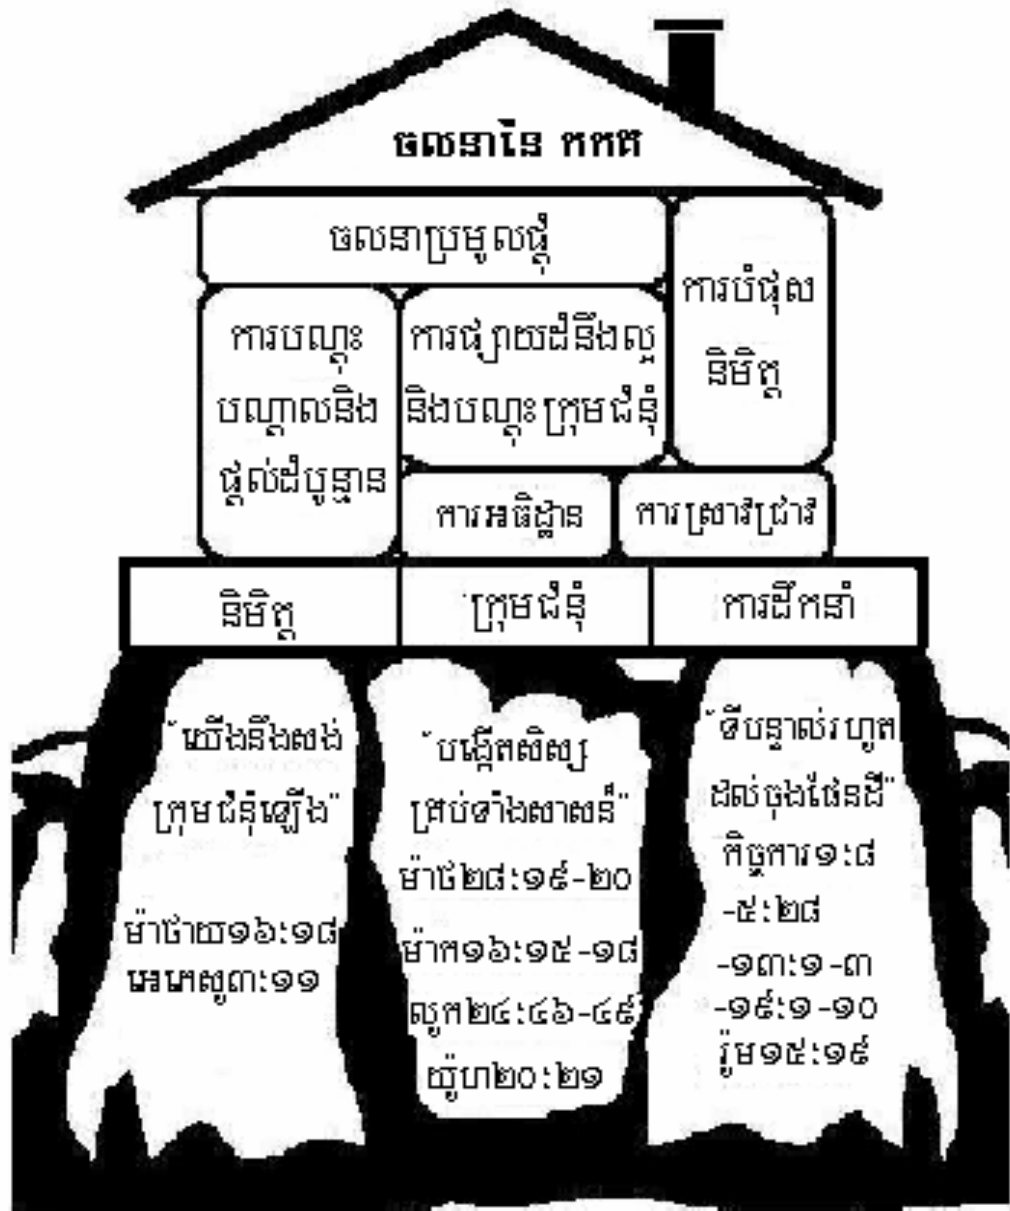 ចលនានៃ កកគ
ចលនាប្រមូលផ្តុំ
ការបំផុស
និមិត្ត
ការបណ្តុះ
បណ្តាលនិង
ផ្តល់ដំបូន្មាន
ការផ្សាយដំនឹងល្អ
និងបណ្តុះក្រុមជំនុំ
ការអធិដ្ឋាន
ការស្រាវជ្រាវ
និមិត្ត
ក្រុមជំនុំ
ការដឹកនាំ
"យើងនឹងសង់
ក្រុមជំនុំឡើង"
ម៉ាថាយ១៦:១៨
អេភេសូ៣:១១
"បង្កើតសិស្ស
គ្រប់ទាំងសាសន៍"
ម៉ាថ២៨:១៩-២០
ម៉ាក១៦:១៥-១៨
លូក២៤:៤៦-៤៩
យ៉ូហ២០:២១
"ទីបន្ទាល់រហូត
ដល់ចុងផែនដី"
កិច្ចការ១:៨
-៥:២៨
-១៣:១-៣
-១៩:១-១០
រ៉ូម១៥:១៩